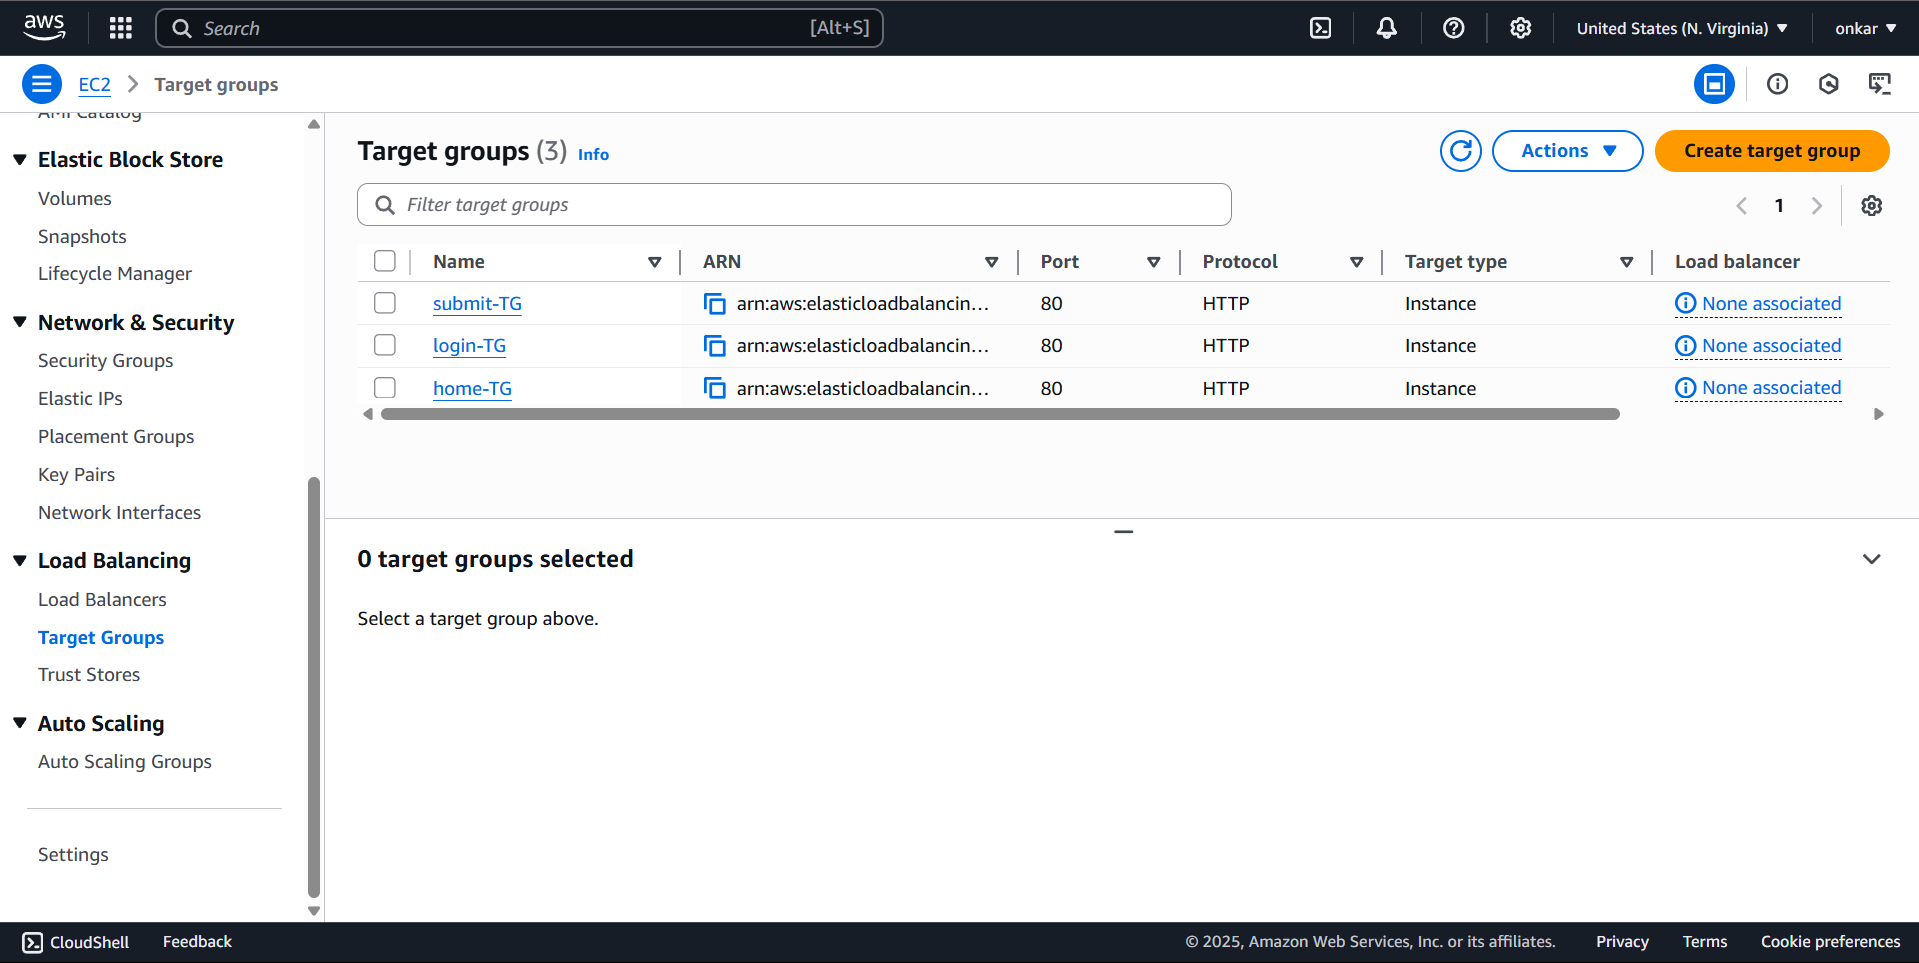 aws
Search [Alt+S]
United States (N. Virginia)
onkar
EC2 Target groups
AMI Catalog
Elastic Block Store
Volumes
Snapshots
Lifecycle Manager
Network & Security
Security Groups
Elastic IPs
Placement Groups
Key Pairs
Network Interfaces
Load Balancing
Load Balancers
Target Groups
Trust Stores
Auto Scaling
Auto Scaling Groups
Settings
Target groups (3) Info
Actions
Create target group
Filter target groups
1
Name ARN Port Protocol Target type Load balancer
submit-TG arn:aws:elasticloadbalancin... 80 HTTP Instance None associated
login-TG arn:aws:elasticloadbalancin... 80 HTTP Instance None associated
home-TG arn:aws:elasticloadbalancin... 80 HTTP Instance None associated
0 target groups selected
Select a target group above.
CloudShell Feedback © 2025, Amazon Web Services, Inc. or its affiliates. Privacy Terms Cookie preferences